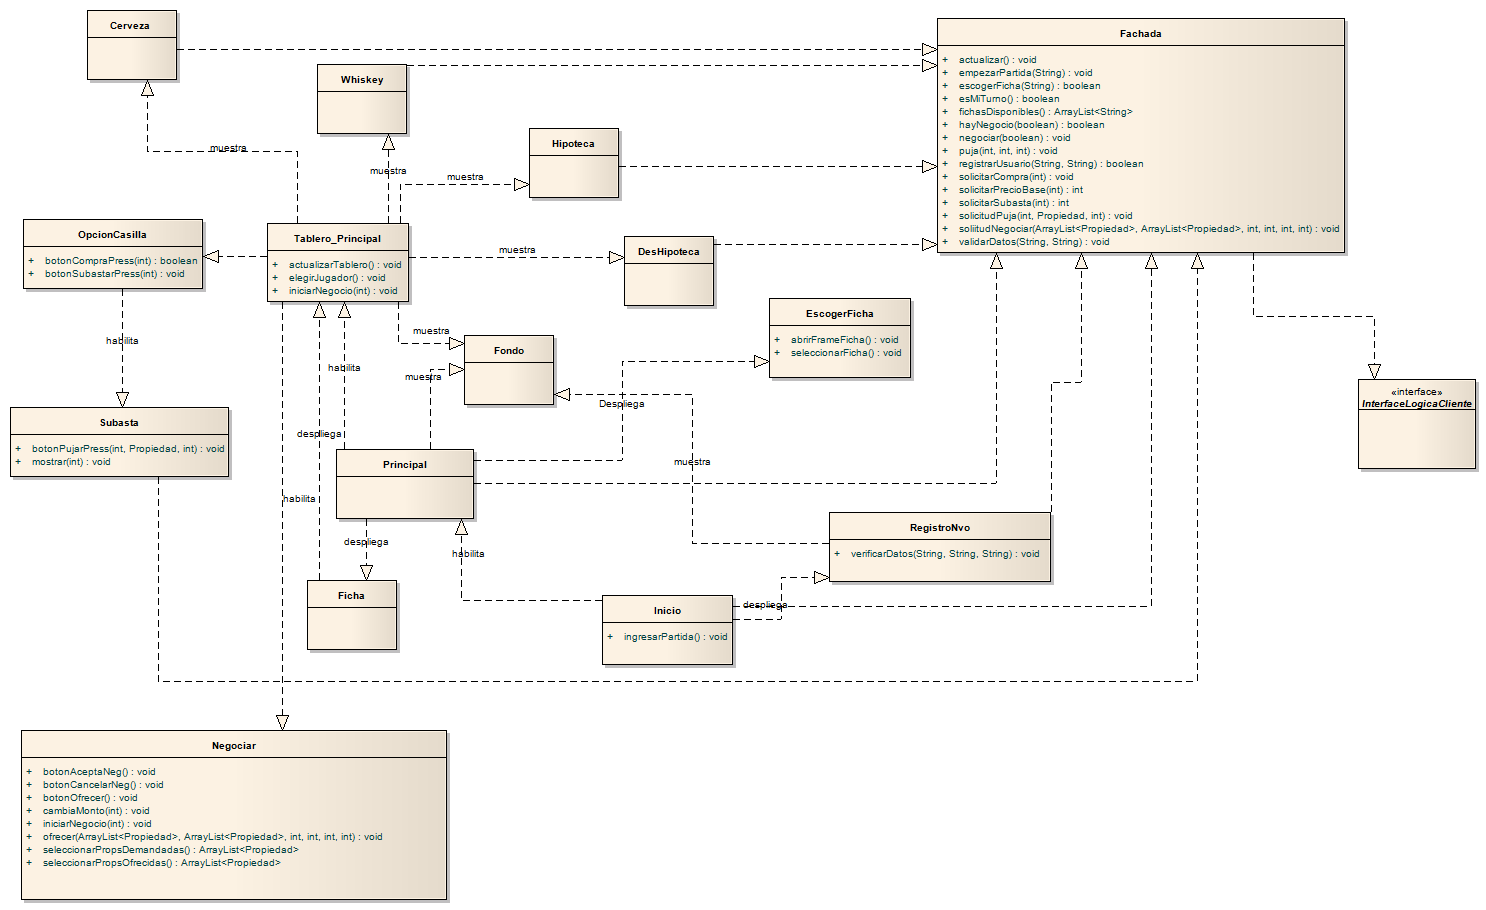 Cerveza
Whiskey
Hipoteca
Fachada
+ actualizar() : void
+ empezarPartida(String) : void
+ escogerFicha(String) : boolean
+ esMiTurno() : boolean
+ fichasDisponibles() : ArrayList<String>
+ hayNegocio(boolean) : boolean
+ negociar(boolean) : void
+ puja(int, int, int) : void
+ registrarUsuario(String, String) : boolean
+ solicitarCompra(int) : void
+ solicitarPrecioBase(int) : int
+ solicitarSubasta(int) : int
+ solicitudPuja(int, Propiedad, int) : void
+ soliitudNegociar(ArrayList<Propiedad>, ArrayList<Propiedad>, int, int, int, int) : void
+ validarDatos(String, String) : void
muestra
muestra
muestra
OpcionCasilla
+ botonCompraPress(int) : boolean
+ botonSubastarPress(int) : void
Tablero_Principal
+ actualizarTablero() : void
+ elegirJugador() : void
+ iniciarNegocio(int) : void
muestra
DesHipoteca
EscogerFicha
+ abrirFrameFicha() : void
+ seleccionarFicha() : void
habilita
muestra
Fondo
habilita
muestra
Despliega
«interface»
InterfaceLogicaCliente
Subasta
+ botonPujarPress(int, Propiedad, int) : void
+ mostrar(int) : void
despliega
Principal
muestra
habilita
despliega
habilita
RegistroNvo
+ verificarDatos(String, String, String) : void
Ficha
Inicio
+ ingresarPartida() : void
despliega
Negociar
+ botonAceptaNeg() : void
+ botonCancelarNeg() : void
+ botonOfrecer() : void
+ cambiaMonto(int) : void
+ iniciarNegocio(int) : void
+ ofrecer(ArrayList<Propiedad>, ArrayList<Propiedad>, int, int, int, int) : void
+ seleccionarPropsDemandadas() : ArrayList<Propiedad>
+ seleccionarPropsOfrecidas() : ArrayList<Propiedad>